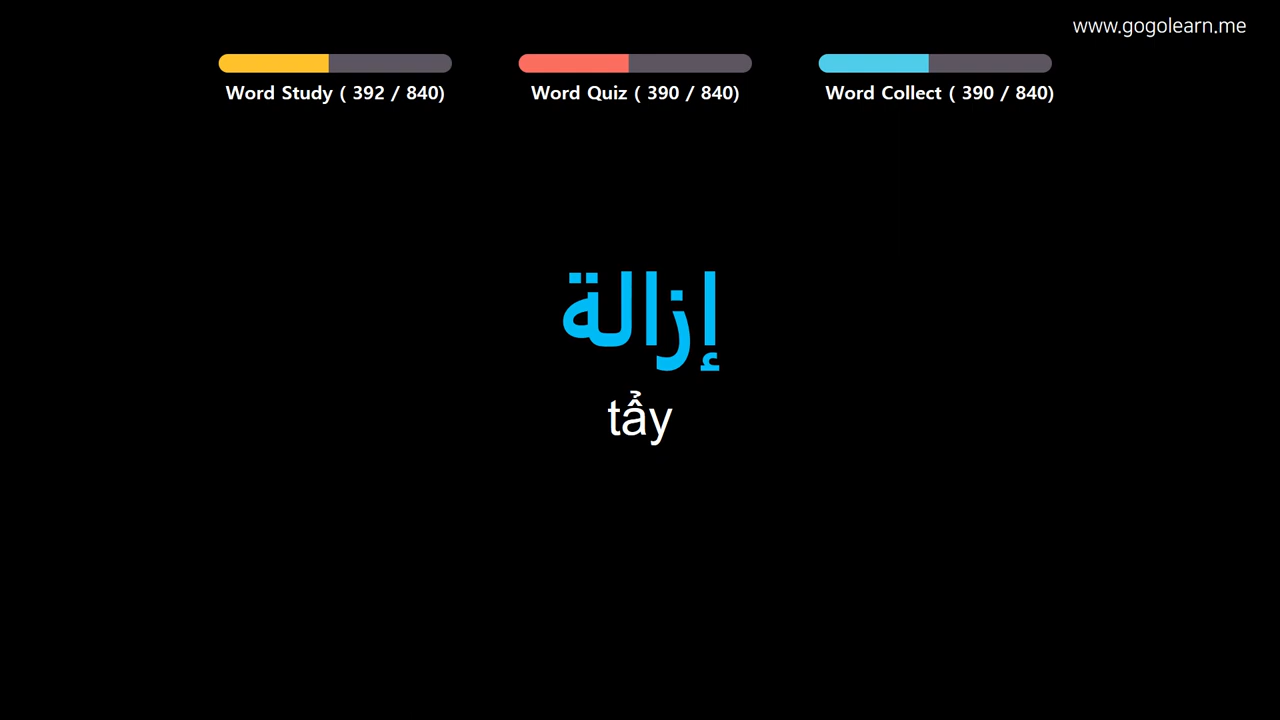 www.gogolearn.me
Word Study ( 392 / 840)
Word Quiz ( 390 / 840)
Word Collect ( 390 / 840)
إزالة
tẩy